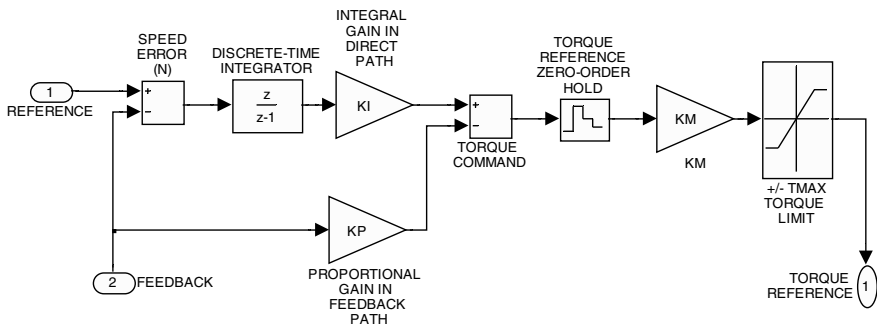 INTEGRAL
GAIN IN
DIRECT
PATH
SPEED
ERROR
(N)
DISCRETE-TIME
INTEGRATOR
TORQUE
REFERENCE
ZERO-ORDER
HOLD
1
REFERENCE
+
−
z
z-1
KI
+
−
TORQUE
COMMAND
KM
KM
+/- TMAX
TORQUE
LIMIT
KP
2
FEEDBACK
PROPORTIONAL
GAIN IN
FEEDBACK
PATH
TORQUE
REFERENCE
1